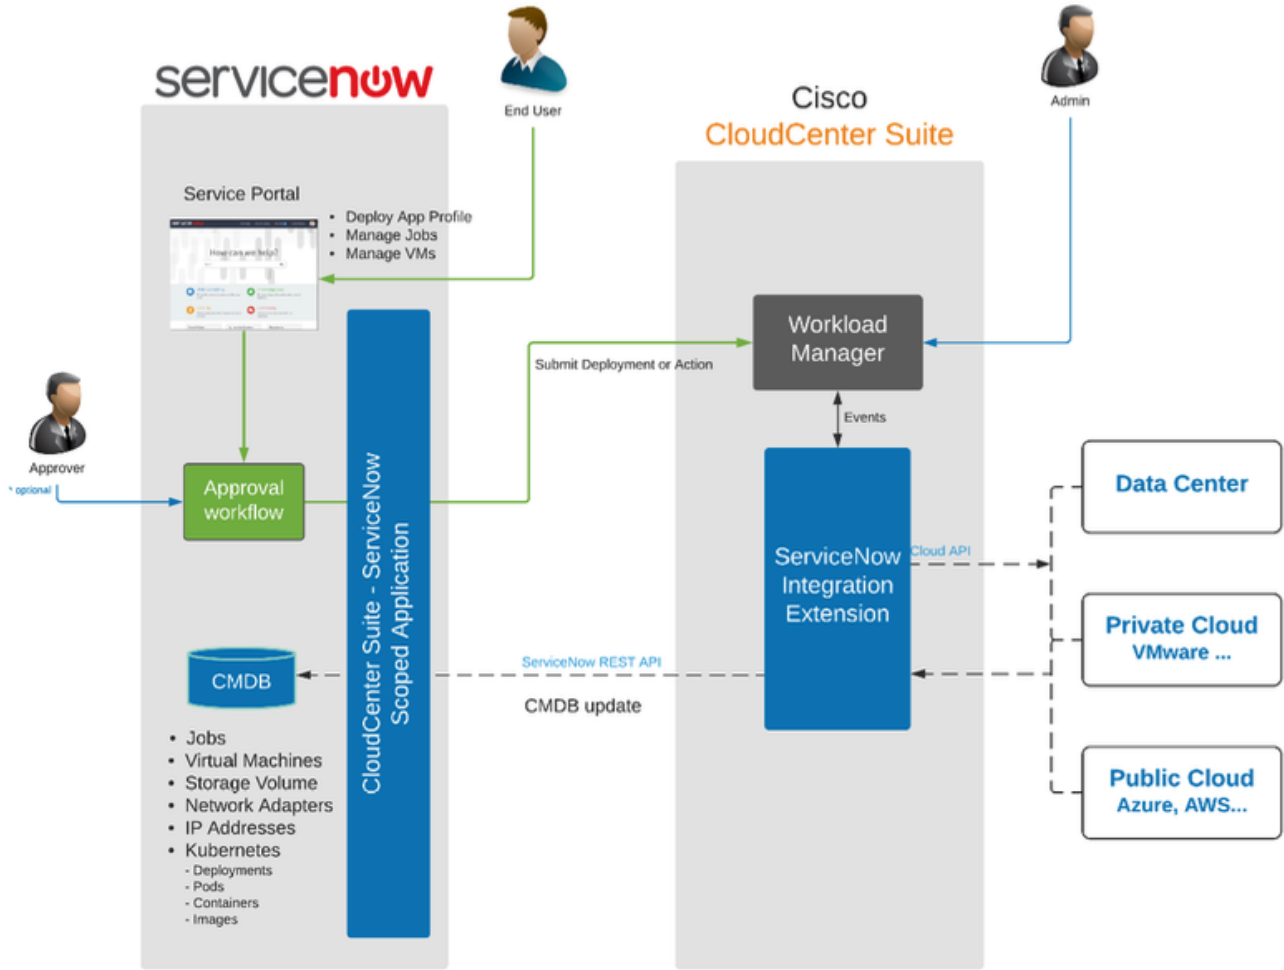 servicenow
End User
Admin
Cisco
CloudCenter Suite
Service Portal
How can we help?
• Deploy App Profile
• Manage Jobs
• Manage VMs
Workload
Manager
Submit Deployment or Action
Events
Approver
* optional
Approval
workflow
CloudCenter Suite - ServiceNow
Scoped Application
ServiceNow
Integration
Extension
Cloud API
Data Center
Private Cloud
VMware ...
Public Cloud
Azure, AWS...
ServiceNow REST API
CMDB update
CMDB
• Jobs
• Virtual Machines
• Storage Volume
• Network Adapters
• IP Addresses
• Kubernetes
- Deployments
- Pods
- Containers
- Images